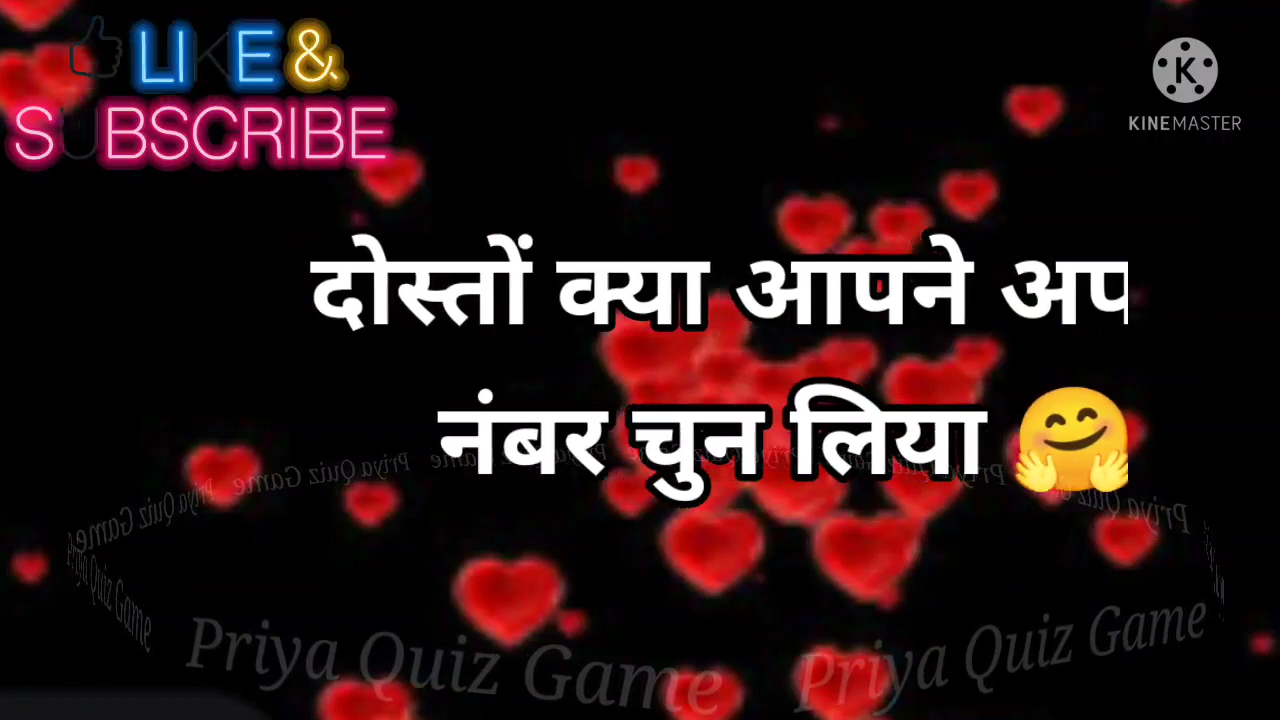 LIKE &
SUBSCRIBE
KINEMASTER
दोस्तों क्या आपने अप
नंबर चुन लिया 🤗
Priya Quiz Game Priya Quiz Game